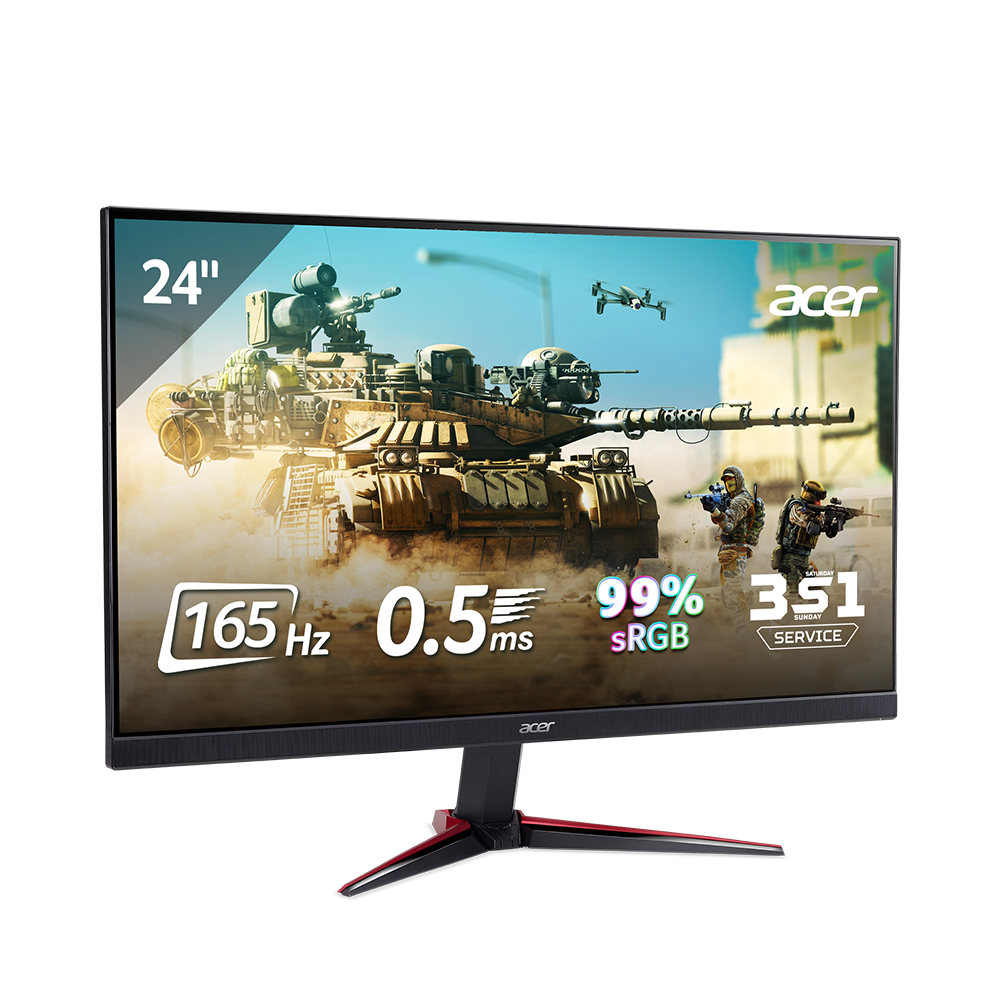 24"
acer
165 Hz
0.5 ms
99%
sRGB
SATURDAY
3S1
SUNDAY
SERVICE
acer